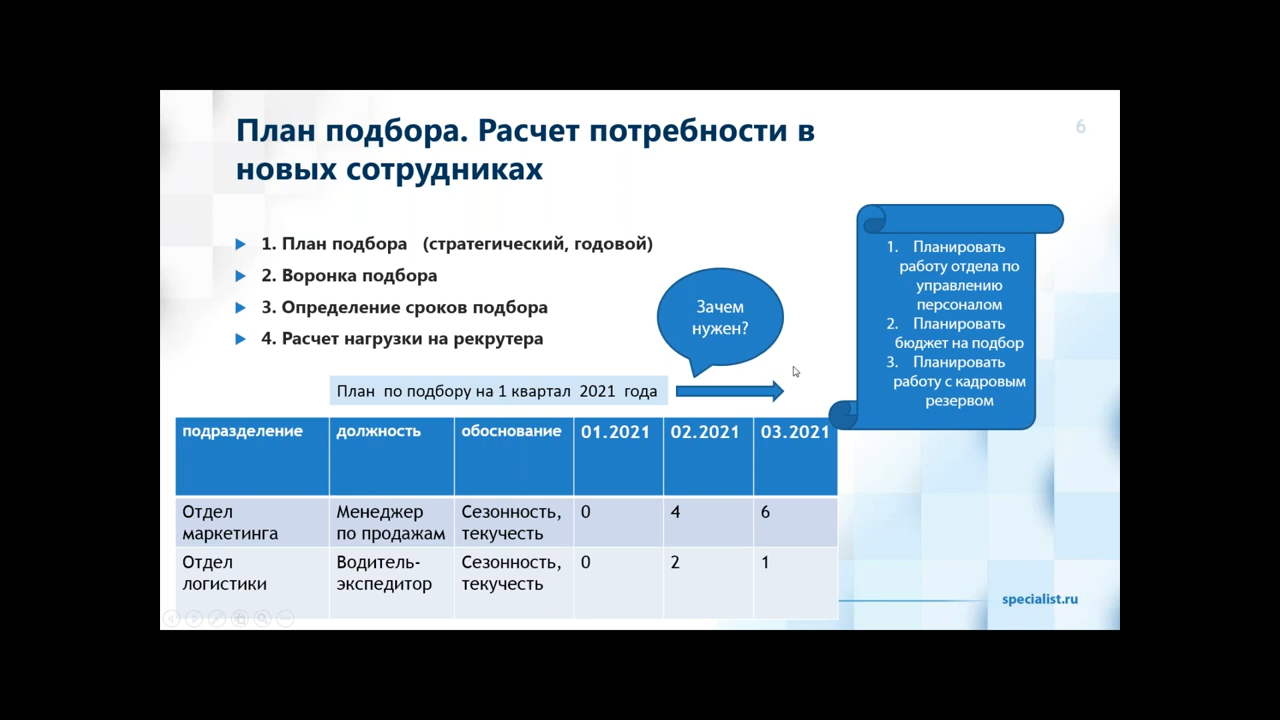 План подбора. Расчет потребности в
новых сотрудниках
6
1. План подбора (стратегический, годовой)
2. Воронка подбора
3. Определение сроков подбора
4. Расчет нагрузки на рекрутера
Зачем
нужен?
1. Планировать
работу отдела по
управлению
персоналом
2. Планировать
бюджет на подбор
3. Планировать
работу с кадровым
резервом
План по подбору на 1 квартал 2021 года
подразделение должность обоснование 01.2021 02.2021 03.2021
Отдел Менеджер Сезонность, 0 4 6
маркетинга по продажам текучесть
Отдел Водитель- Сезонность, 0 2 1
логистики экспедитор текучесть
specialist.ru